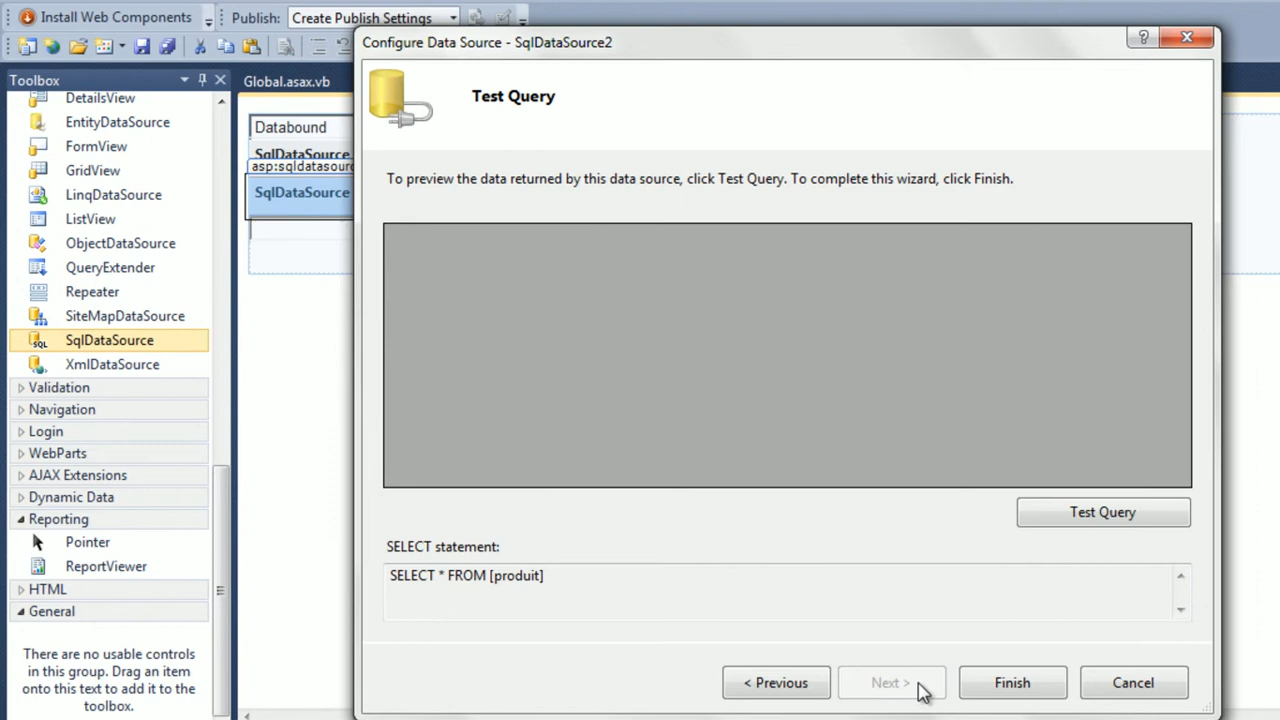 Install Web Components
Publish: Create Publish Settings
Configure Data Source - SqlDataSource2
Toolbox
Global.asax.vb
DetailsView
EntityDataSource
FormView
GridView
LinqDataSource
ListView
ObjectDataSource
QueryExtender
Repeater
SiteMapDataSource
SqlDataSource
XmlDataSource
Validation
Navigation
Login
WebParts
AJAX Extensions
Dynamic Data
Reporting
Pointer
ReportViewer
HTML
General
There are no usable controls
in this group. Drag an item
onto this text to add it to the
toolbox.
Databound
SqlDataSource
asp:sqldatasourc
SqlDataSource
Test Query
To preview the data returned by this data source, click Test Query. To complete this wizard, click Finish.
Test Query
SELECT statement:
SELECT * FROM [produit]
< Previous
Next >
Finish
Cancel